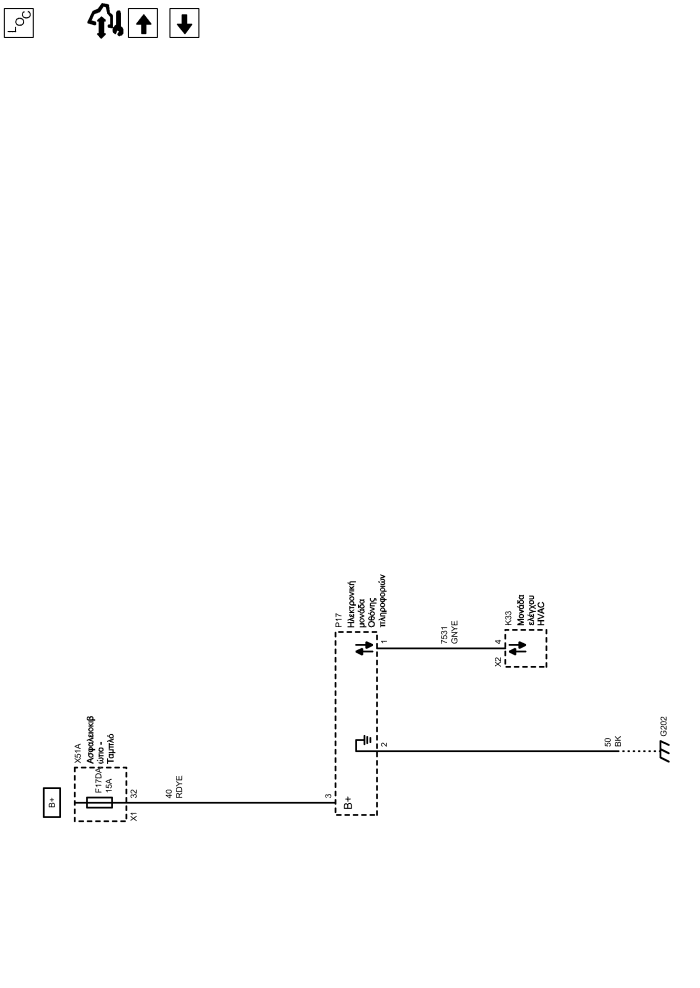 LOC
B+
X51A
Ασφαλειοκιβ
ώτιο -
Ταμπλό
F17DA
15A
X1
32
40
RDYE
3
B+
P17
Ηλεκτρονική
μονάδα
Οθόνης
πληροφοριών
1
2
7531
GNYE
X2
4
K33
Μονάδα
ελέγχου
HVAC
50
BK
G202